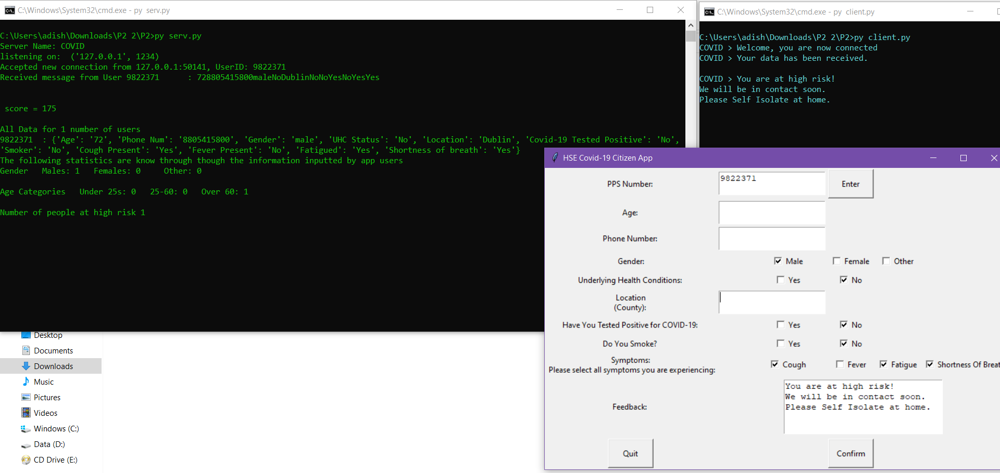 C:\Windows\System32\cmd.exe - py  serv.py
C:\Users\adish\Downloads\P2 2\P2>py serv.py
Server Name: COVID
listening on:  ('127.0.0.1', 1234)
Accepted new connection from 127.0.0.1:50141, UserID: 9822371
Received message from User 9822371      : 728805415800maleNoDublinNoNoYesNoYesYes
score = 175
All Data for 1 number of users
9822371  : {'Age': '72', 'Phone Num': '8805415800', 'Gender': 'male', 'UHC Status': 'No', 'Location': 'Dublin', 'Covid-19 Tested Positive': 'No',
'Smoker': 'No', 'Cough Present': 'Yes', 'Fever Present': 'No', 'Fatigued': 'Yes', 'Shortness of breath': 'Yes'}
The following statistics are know through though the information inputted by app users
Gender   Males: 1   Females: 0     Other: 0
Age Categories   Under 25s: 0   25-60: 0   Over 60: 1
Number of people at high risk 1
C:\Windows\System32\cmd.exe - py  client.py
C:\Users\adish\Downloads\P2 2\P2>py client.py
COVID > Welcome, you are now connected
COVID > Your data has been received.
COVID > You are at high risk!
We will be in contact soon.
Please Self Isolate at home.
HSE Covid-19 Citizen App
PPS Number: 9822371 Enter
Age:
Phone Number:
Gender: Male Female Other
Underlying Health Conditions: Yes No
Location
(County):
Have You Tested Positive for COVID-19: Yes No
Do You Smoke? Yes No
Symptoms:
Please select all symptoms you are experiencing: Cough Fever Fatigue Shortness Of Breat
Feedback:
You are at high risk!
We will be in contact soon.
Please Self Isolate at home.
Quit Confirm
Desktop
Documents
Downloads
Music
Pictures
Videos
Windows (C:)
Data (D:)
CD Drive (E:)